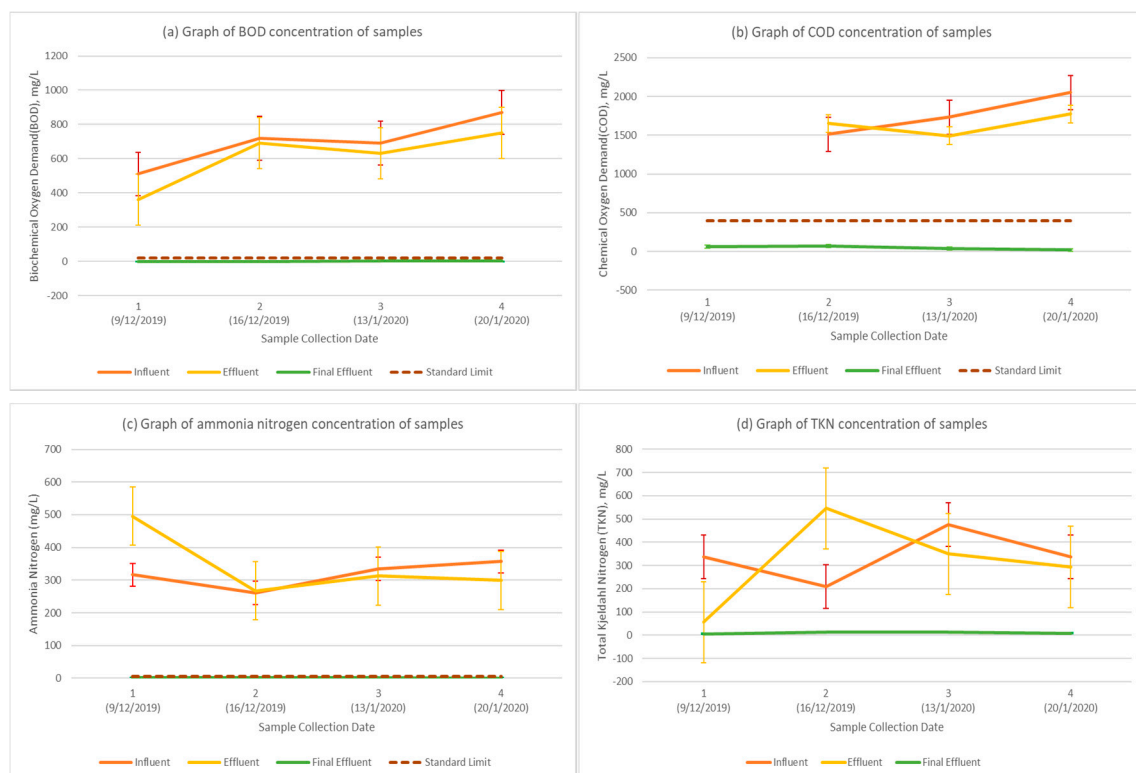 (a) Graph of BOD concentration of samples
Biochemical Oxygen Demand(BOD), mg/L
1200
1000
800
600
400
200
0
-200
1 2 3 4
(9/12/2019) (16/12/2019) (13/1/2020) (20/1/2020)
Sample Collection Date
Influent Effluent Final Effluent Standard Limit
(b) Graph of COD concentration of samples
Chemical Oxygen Demand(COD), mg/L
2500
2000
1500
1000
500
0
-500
1 2 3 4
(9/12/2019) (16/12/2019) (13/1/2020) (20/1/2020)
Sample Collection Date
Influent Effluent Final Effluent Standard Limit
(c) Graph of ammonia nitrogen concentration of samples
Ammonia Nitrogen (mg/L)
700
600
500
400
300
200
100
0
1 2 3 4
(9/12/2019) (16/12/2019) (13/1/2020) (20/1/2020)
Sample Collection Date
Influent Effluent Final Effluent Standard Limit
(d) Graph of TKN concentration of samples
Total Kjeldahl Nitrogen (TKN), mg/L
800
700
600
500
400
300
200
100
0
-100
-200
1 2 3 4
(9/12/2019) (16/12/2019) (13/1/2020) (20/1/2020)
Sample Collection Date
Influent Effluent Final Effluent